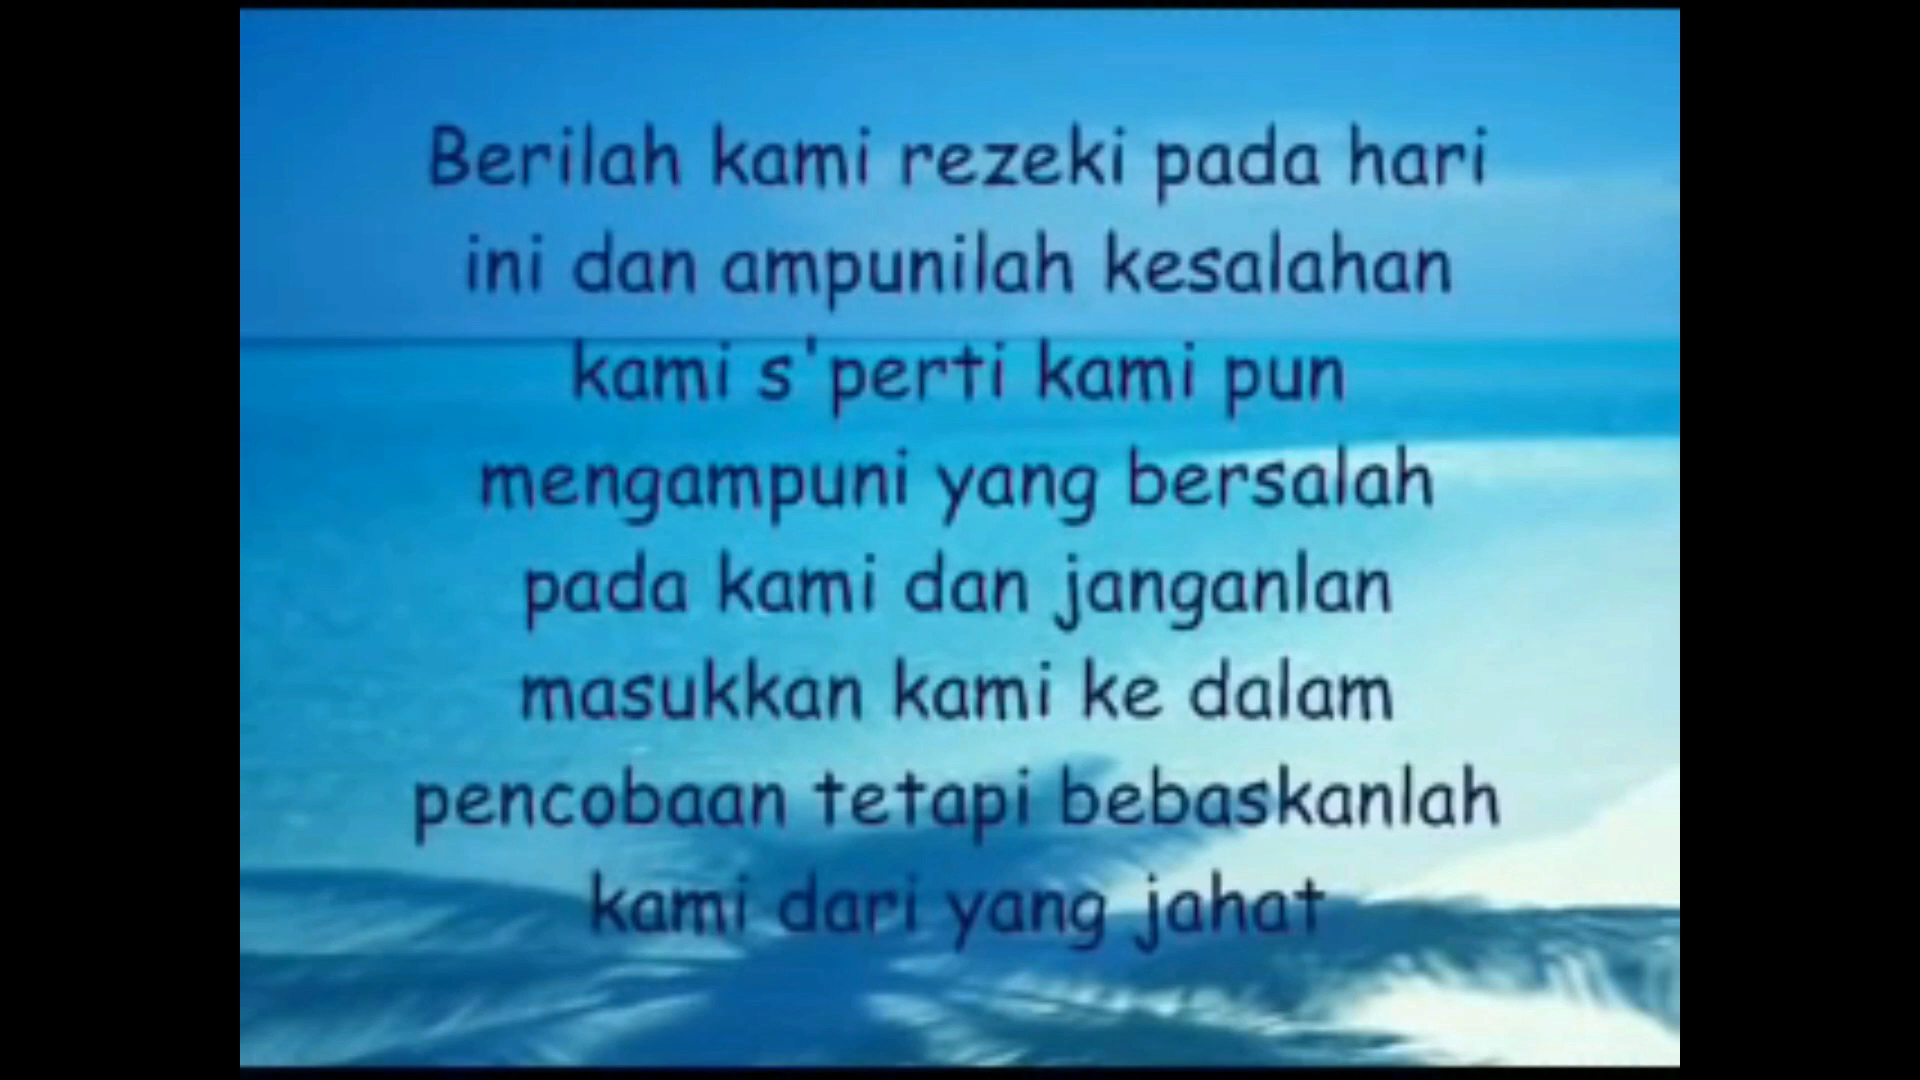 Berilah kami rezeki pada hari
ini dan ampunilah kesalahan
kami s'perti kami pun
mengampuni yang bersalah
pada kami dan janganlan
masukkan kami ke dalam
pencobaan tetapi bebaskanlah
kami dari yang jahat